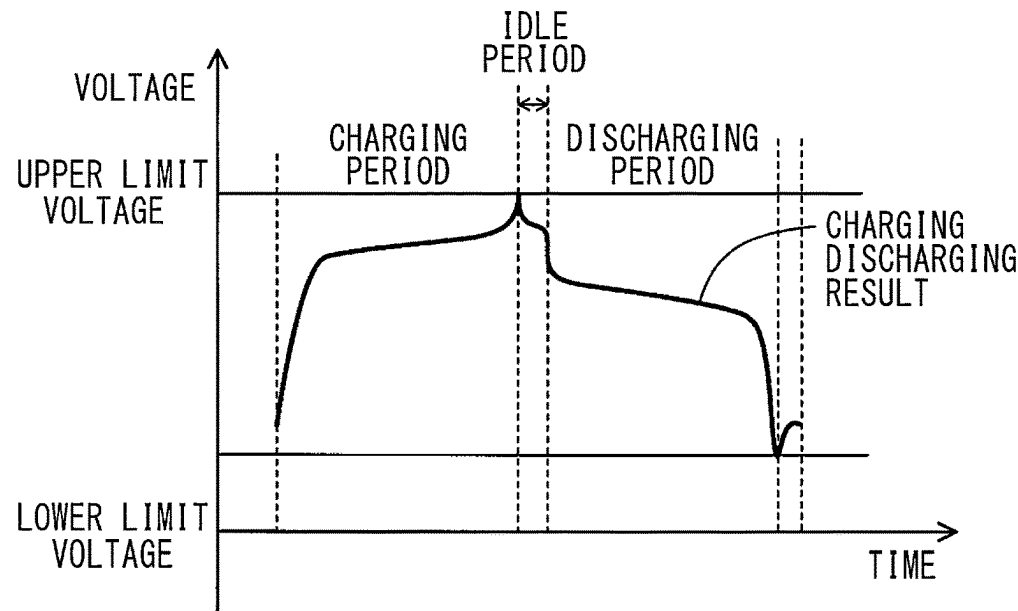 IDLE
PERIOD
VOLTAGE
CHARGING
PERIOD
DISCHARGING
PERIOD
UPPER LIMIT
VOLTAGE
CHARGING
DISCHARGING
RESULT
LOWER LIMIT
VOLTAGE
TIME